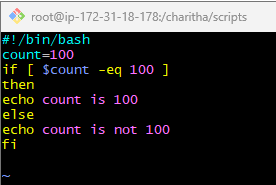 root@ip-172-31-18-178:/charitha/scripts
#!/bin/bash
count=100
if [ $count -eq 100 ]
then
echo count is 100
else
echo count is not 100
fi
~